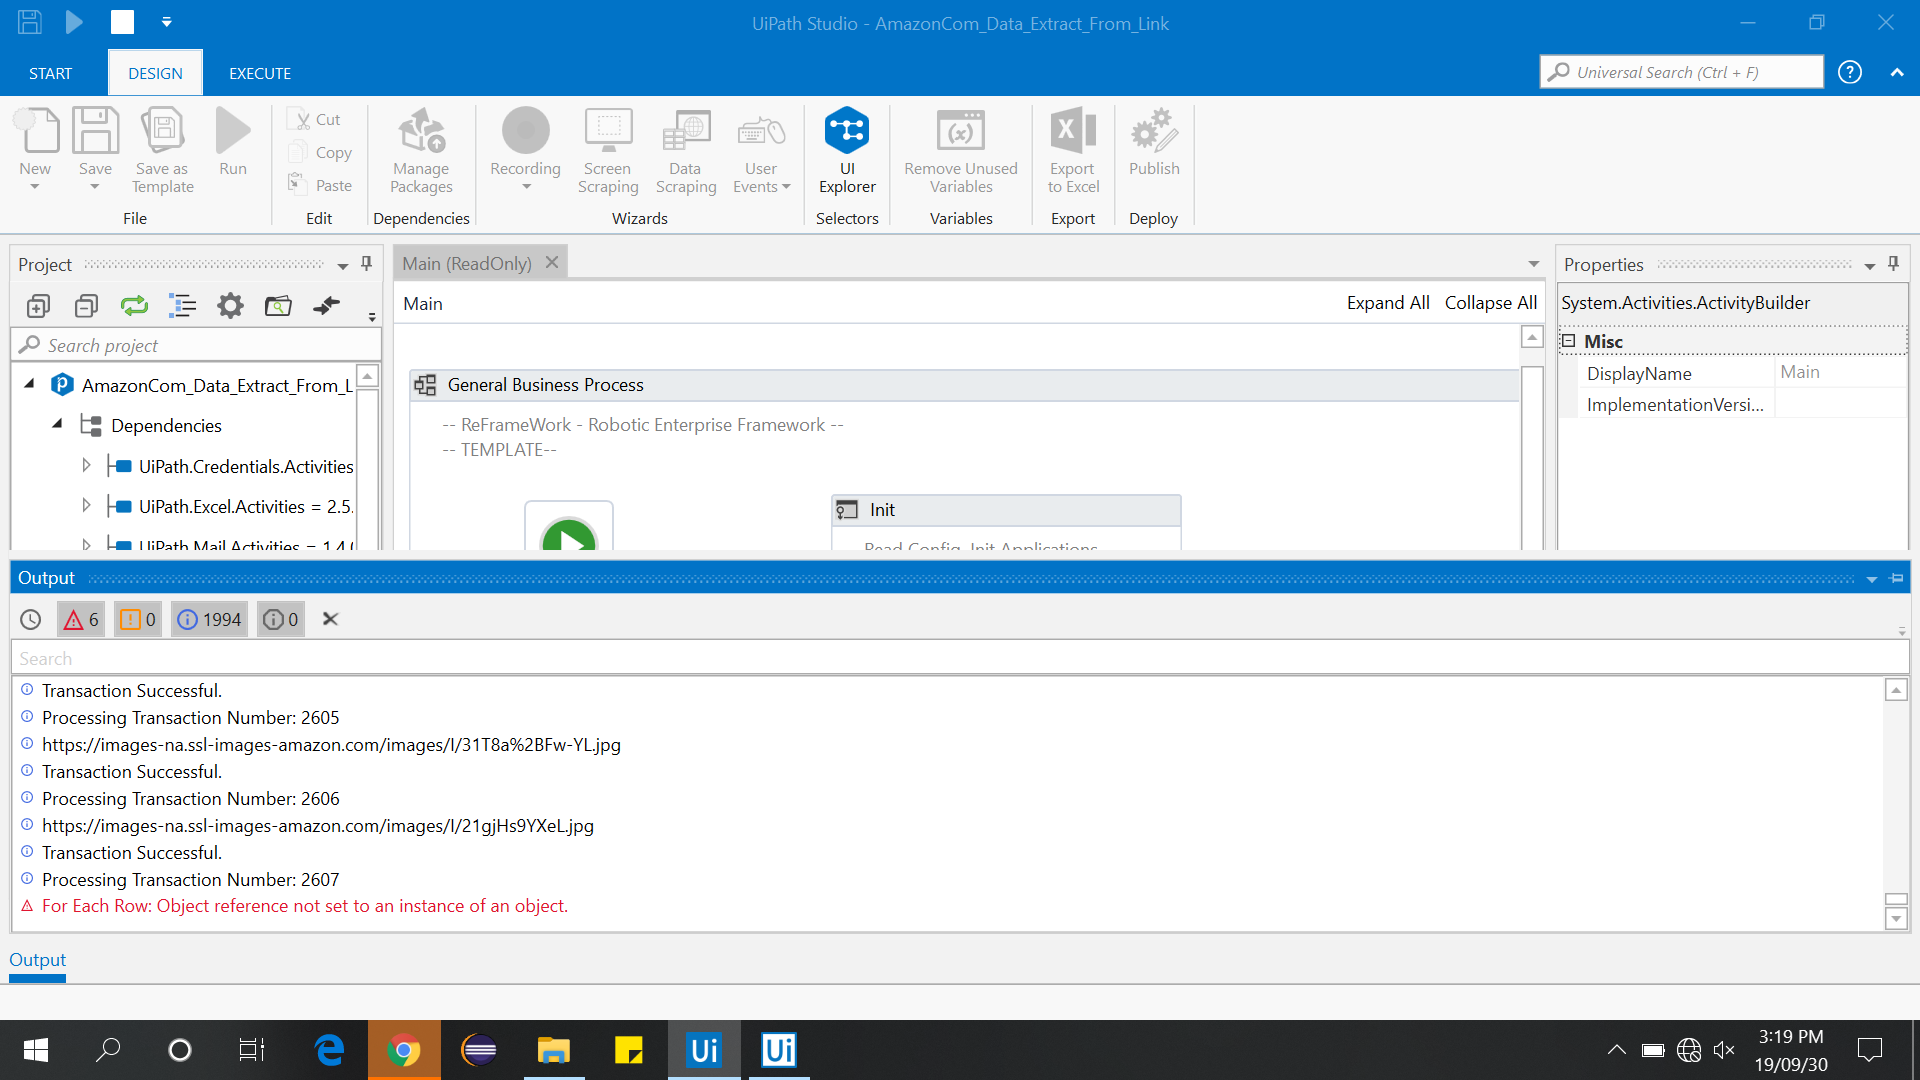 UiPath Studio - AmazonCom_Data_Extract_From_Link
START DESIGN EXECUTE
Universal Search (Ctrl + F)
New Save Save as Template Run
Cut
Copy
Paste
Manage Packages
Recording Screen Scraping Data Scraping User Events
UI Explorer
Remove Unused Variables
Export to Excel
Publish
File Edit Dependencies Wizards Selectors Variables Export Deploy
Project
Main (ReadOnly)
Properties
Main
Expand All Collapse All
System.Activities.ActivityBuilder
Search project
Misc
DisplayName Main
ImplementationVersi...
AmazonCom_Data_Extract_From_L
Dependencies
UiPath.Credentials.Activities
UiPath.Excel.Activities = 2.5.
UiPath.Mail.Activities = 1.4.(
General Business Process
-- ReFrameWork - Robotic Enterprise Framework --
-- TEMPLATE--
Init
Read Config, Init Applications
Output
6 0 1994 0
Search
Transaction Successful.
Processing Transaction Number: 2605
https://images-na.ssl-images-amazon.com/images/I/31T8a%2BFw-YL.jpg
Transaction Successful.
Processing Transaction Number: 2606
https://images-na.ssl-images-amazon.com/images/I/21gjHs9YXeL.jpg
Transaction Successful.
Processing Transaction Number: 2607
For Each Row: Object reference not set to an instance of an object.
Output
Ui Ui
3:19 PM
19/09/30